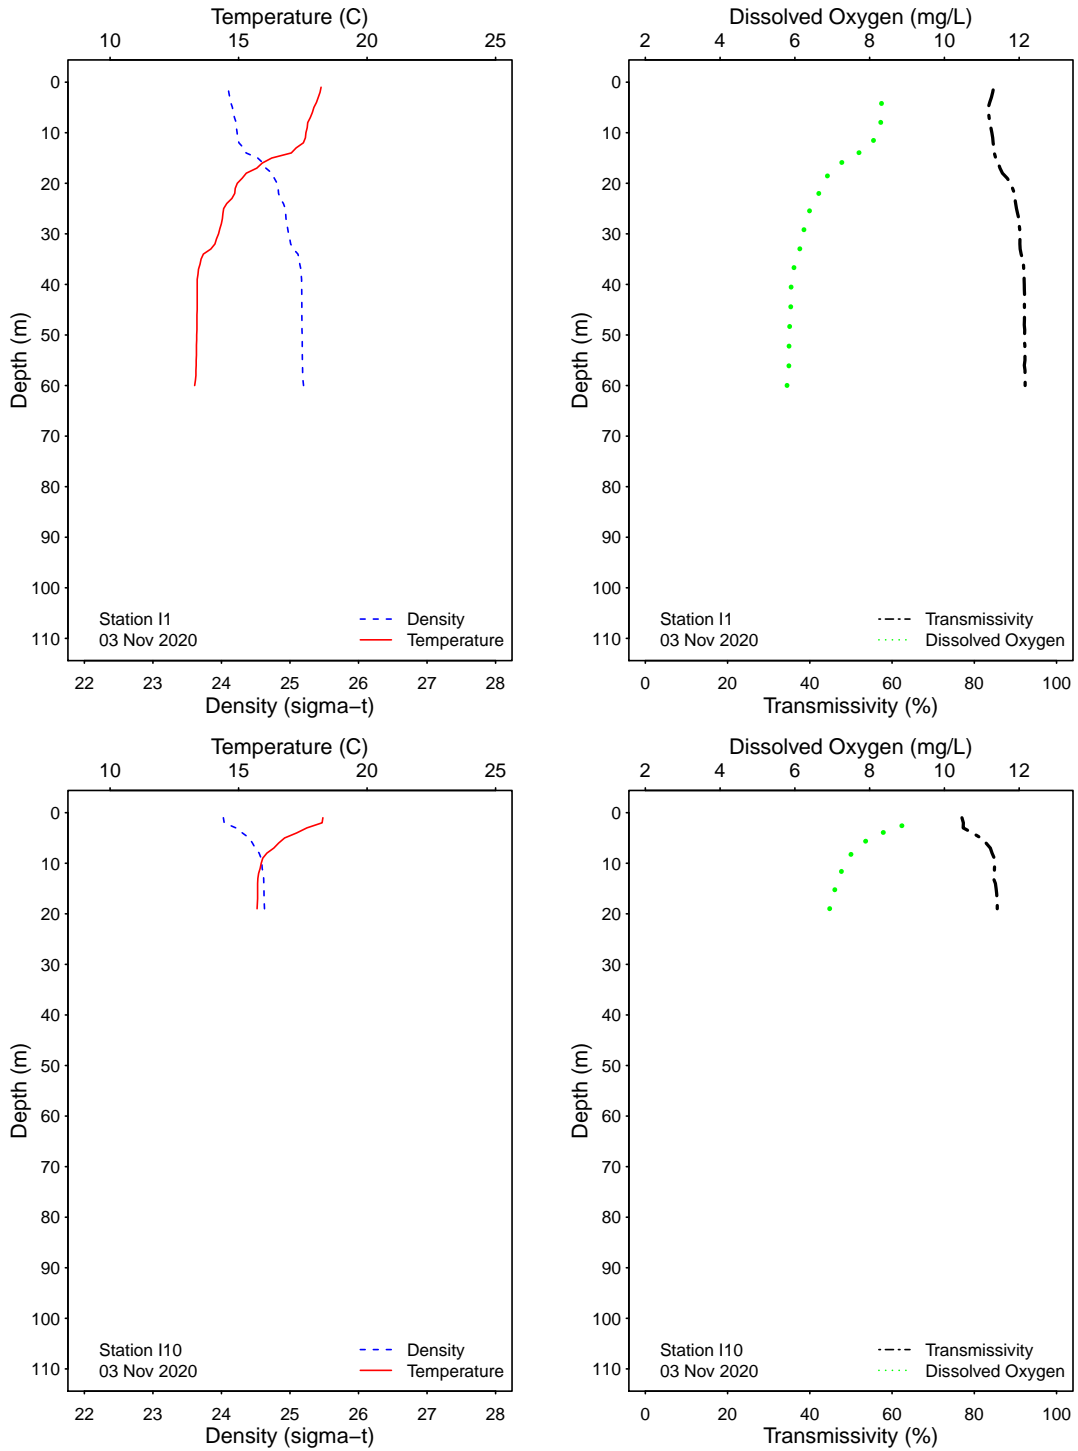 Temperature (C)
10 15 20 25
0
10
20
30
40
50
60
70
80
90
100
110
Depth (m)
Station I1
03 Nov 2020
Density
Temperature
22 23 24 25 26 27 28
Density (sigma−t)
Dissolved Oxygen (mg/L)
2 4 6 8 10 12
0
10
20
30
40
50
60
70
80
90
100
110
Depth (m)
Station I1
03 Nov 2020
Transmissivity
Dissolved Oxygen
0 20 40 60 80 100
Transmissivity (%)
Temperature (C)
10 15 20 25
0
10
20
30
40
50
60
70
80
90
100
110
Depth (m)
Station I10
03 Nov 2020
Density
Temperature
22 23 24 25 26 27 28
Density (sigma−t)
Dissolved Oxygen (mg/L)
2 4 6 8 10 12
0
10
20
30
40
50
60
70
80
90
100
110
Depth (m)
Station I10
03 Nov 2020
Transmissivity
Dissolved Oxygen
0 20 40 60 80 100
Transmissivity (%)